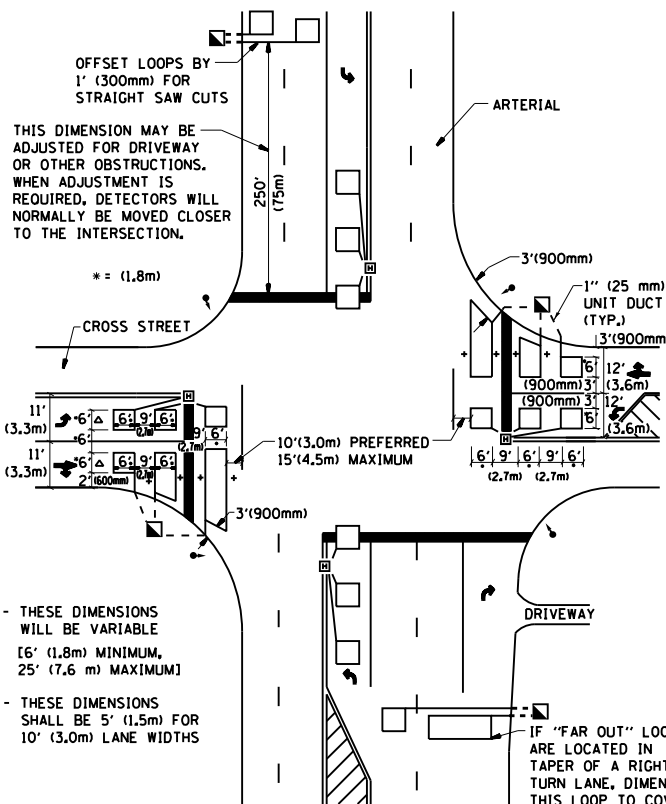 OFFSET LOOPS BY
1' (300mm) FOR
STRAIGHT SAW CUTS
THIS DIMENSION MAY BE
ADJUSTED FOR DRIVEWAY
OR OTHER OBSTRUCTIONS.
WHEN ADJUSTMENT IS
REQUIRED, DETECTORS WILL
NORMALLY BE MOVED CLOSER
TO THE INTERSECTION.
250'
(75m)
* = (1.8m)
ARTERIAL
CROSS STREET
3'(900mm)
1" (25 mm)
UNIT DUCT
(TYP.)
3'(900mm)
H
H
6'
12'
(3.6m)
(900mm) 3'
(900mm) 3'
12'
6'
(3.6m)
H
6' 9' 6' 9' 6'
(2.7m) (2.7m)
11'
(3.3m)
*6'
6' 9' 6'
(2.7m)
*6'
9' 6'
(2.7m)
11'
(3.3m)
*6'
6' 9' 6'
(2.7m)
2' (600mm)
10'(3.0m) PREFERRED
15'(4.5m) MAXIMUM
3'(900mm)
H
DRIVEWAY
- THESE DIMENSIONS
WILL BE VARIABLE
[6' (1.8m) MINIMUM,
25' (7.6 m) MAXIMUM]
- THESE DIMENSIONS
SHALL BE 5' (1.5m) FOR
10' (3.0m) LANE WIDTHS
IF "FAR OUT"
ARE LOCATED IN
TAPER OF A RIGHT
TURN LANE,
THIS LOOP TO